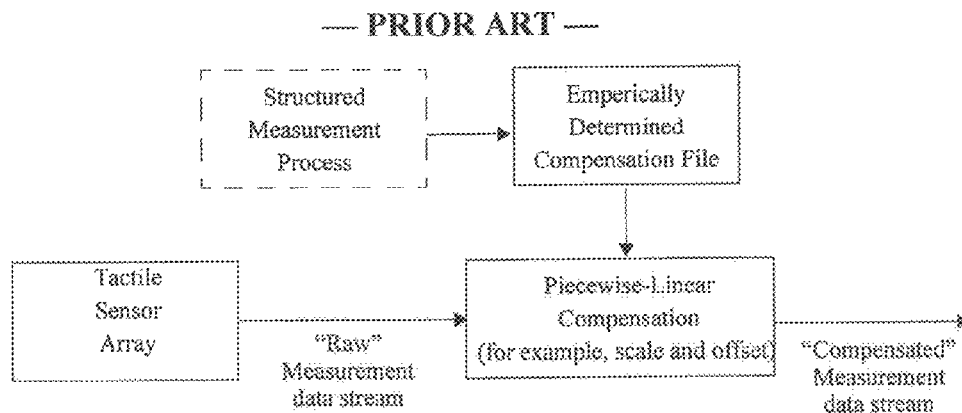 — PRIOR ART —
Structured
Measurement
Process
Emperically
Determined
Compensation File
Tactile
Sensor
Array
"Raw"
Measurement
data stream
Piecewise-Linear
Compensation
(for example, scale and offset)
"Compensated"
Measurement
data stream